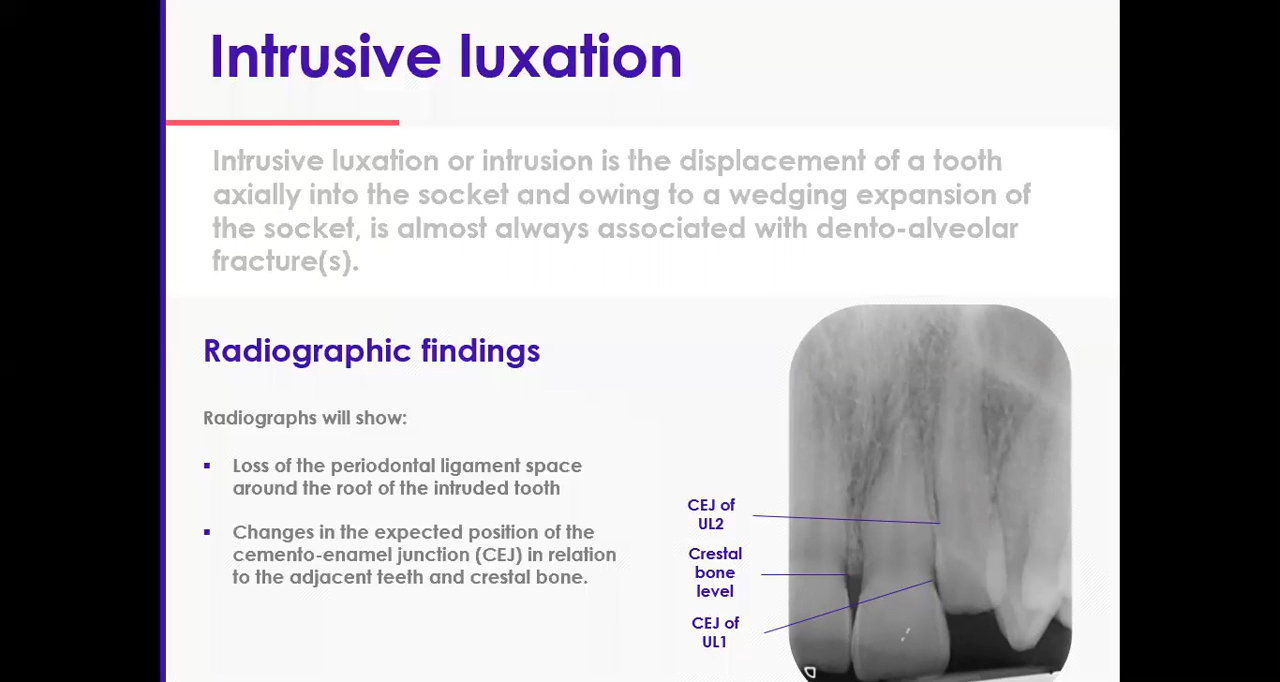 Intrusive luxation
Intrusive luxation or intrusion is the displacement of a tooth
axially into the socket and owing to a wedging expansion of
the socket, is almost always associated with dento-alveolar
fracture(s).
Radiographic findings
Radiographs will show:
▪ Loss of the periodontal ligament space
around the root of the intruded tooth
▪ Changes in the expected position of the
cemento-enamel junction (CEJ) in relation
to the adjacent teeth and crestal bone.
CEJ of
UL2
Crestal
bone
level
CEJ of
UL1